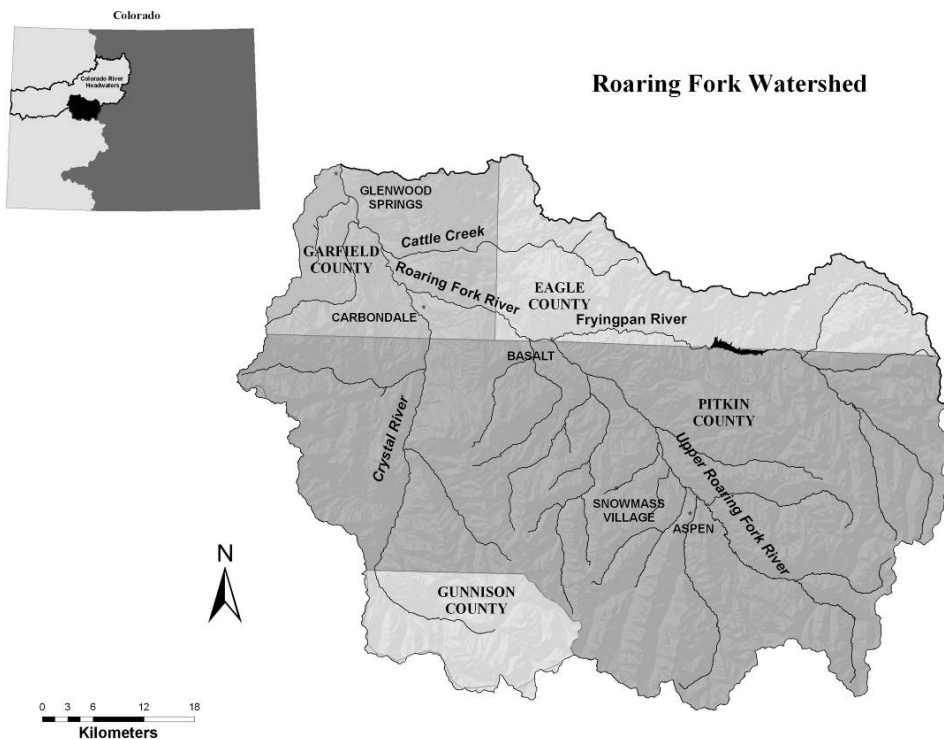 Colorado
Colorado River
Headwaters
Roaring Fork Watershed
GLENWOOD
SPRINGS
Cattle Creek
GARFIELD
COUNTY
Roaring Fork River
EAGLE
COUNTY
CARBONDALE
Fryingpan River
BASALT
PITKIN
COUNTY
Crystal River
Upper Roaring Fork River
SNOWMASS
VILLAGE
ASPEN
N
GUNNISON
COUNTY
0 3 6 12 18
Kilometers